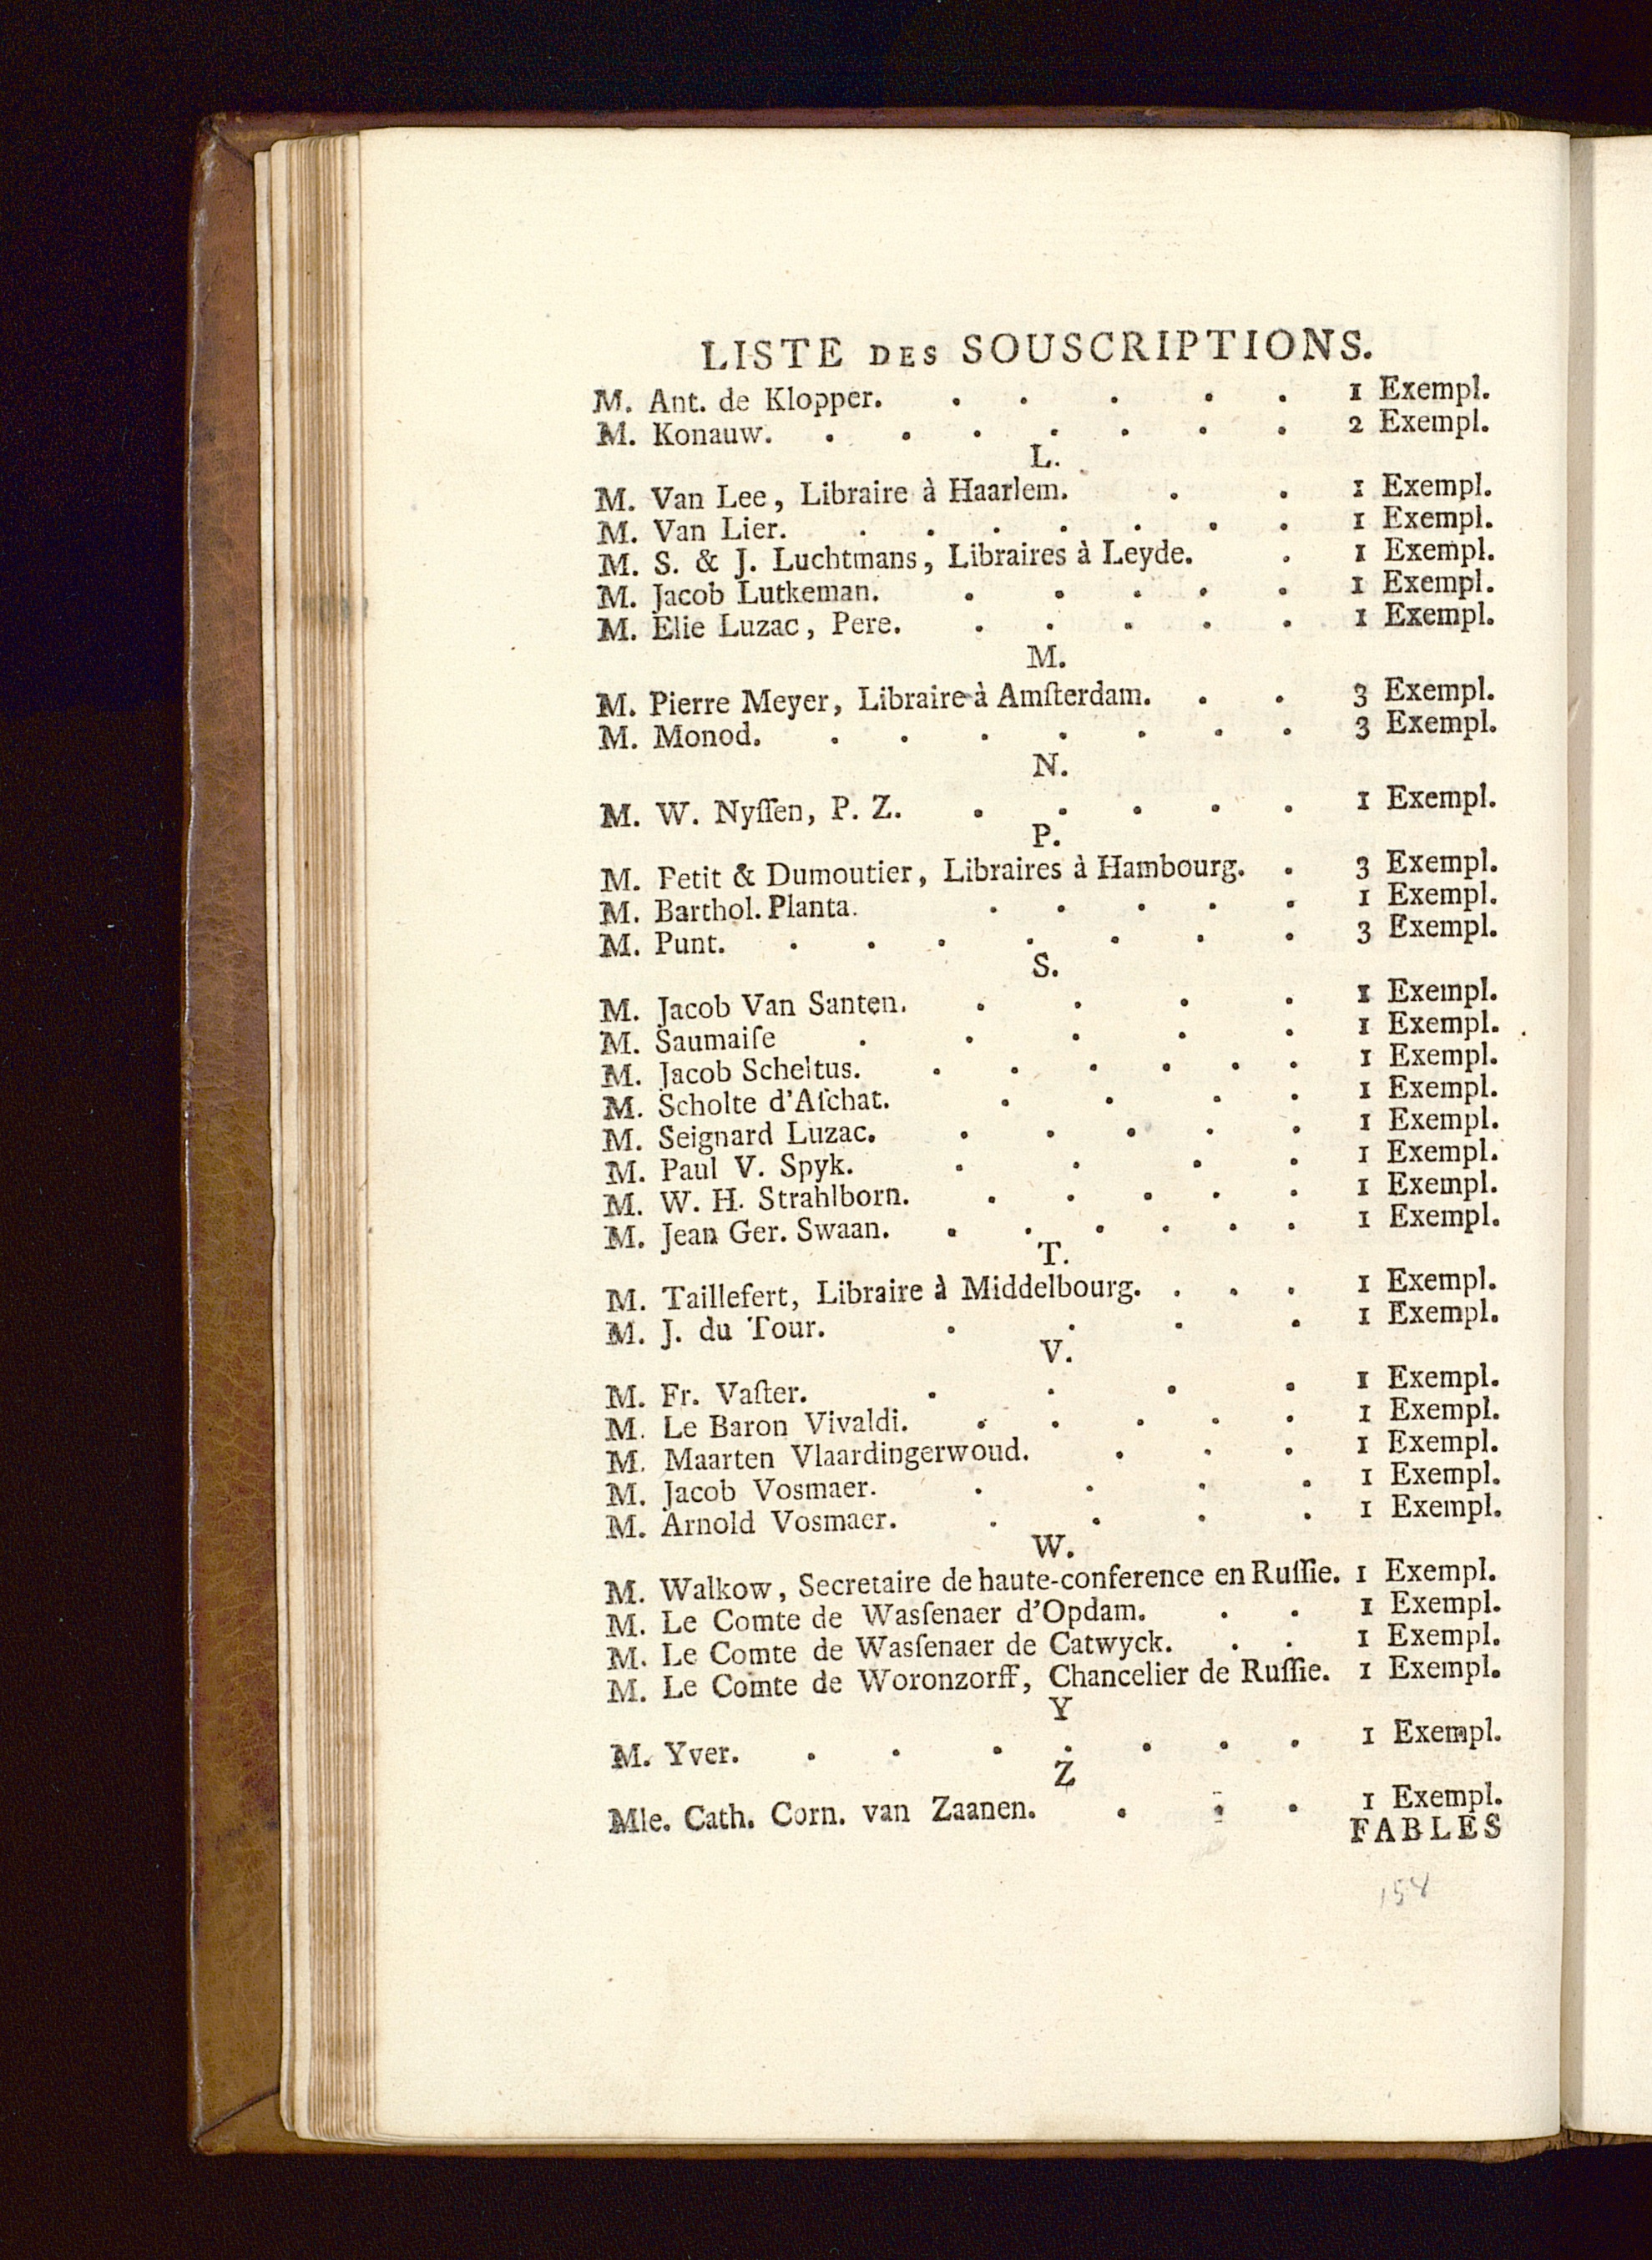 LISTE DES SOUSCRIPTIONS.
M. Ant. de Klopper. . . . . . 1 Exempl.
M. Konauw. . . . . . . . 2 Exempl.
L.
M. Van Lee, Libraire à Haarlem. . . 1 Exempl.
M. Van Lier. . . . . . . . 1 Exempl.
M. S. & J. Luchtmans, Libraires à Leyde. . 1 Exempl.
M. Jacob Lutkeman. . . . . . 1 Exempl.
M. Elie Luzac, Pere. . . . . . 1 Exempl.
M.
M. Pierre Meyer, Libraire à Amſterdam. . . 3 Exempl.
M. Monod. . . . . . . . 3 Exempl.
N.
M. W. Nyſſen, P. Z. . . . . . 1 Exempl.
P.
M. Petit & Dumoutier, Libraires à Hambourg. . 3 Exempl.
M. Barthol. Planta. . . . . . 1 Exempl.
M. Punt. . . . . . . . 3 Exempl.
S.
M. Jacob Van Santen. . . . . 1 Exempl.
M. Saumaiſe . . . . . 1 Exempl.
M. Jacob Scheltus. . . . . . . 1 Exempl.
M. Scholte d'Aſchat. . . . . 1 Exempl.
M. Seignard Luzac. . . . . . 1 Exempl.
M. Paul V. Spyk. . . . . 1 Exempl.
M. W. H. Strahlborn. . . . . . 1 Exempl.
M. Jean Ger. Swaan. . . . . . . 1 Exempl.
T.
M. Taillefert, Libraire à Middelbourg. . . . 1 Exempl.
M. J. du Tour. . . . . 1 Exempl.
V.
M. Fr. Vaſter. . . . . 1 Exempl.
M. Le Baron Vivaldi. . . . . . 1 Exempl.
M. Maarten Vlaardingerwoud. . . . 1 Exempl.
M. Jacob Vosmaer. . . . . 1 Exempl.
M. Arnold Vosmaer. . . . . 1 Exempl.
W.
M. Walkow, Secretaire de haute-conference en Ruſſie. 1 Exempl.
M. Le Comte de Wasſenaer d'Opdam. . . 1 Exempl.
M. Le Comte de Wasſenaer de Catwyck. . . 1 Exempl.
M. Le Comte de Woronzorff, Chancelier de Ruſſie. 1 Exempl.
Y
M. Yver. . . . . . . . 1 Exempl.
Z
Mle. Cath. Corn. van Zaanen. . . . 1 Exempl.
FABLES
154